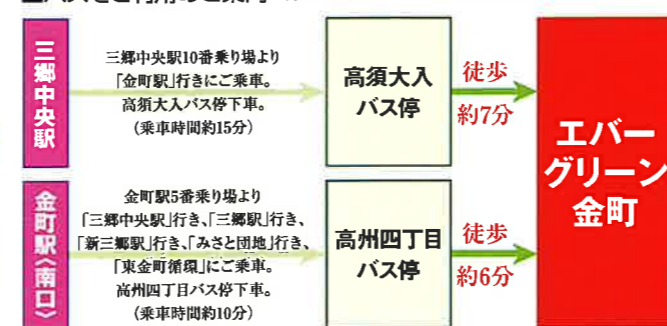 三郷中央駅
三郷中央駅10番乗り場より
「金町駅」行きにご乗車。
高須大入バス停下車。
(乗車時間約15分)
高須大入
バス停
徒歩
約7分
金町駅〈南口〉
金町駅5番乗り場より
「三郷中央駅」行き、「三郷駅」行き、
「新三郷駅」行き、「みさと団地」行き、
「東金町循環」にご乗車。
高州四丁目バス停下車。
(乗車時間約10分)
高州四丁目
バス停
徒歩
約6分
エバー
グリーン
金町